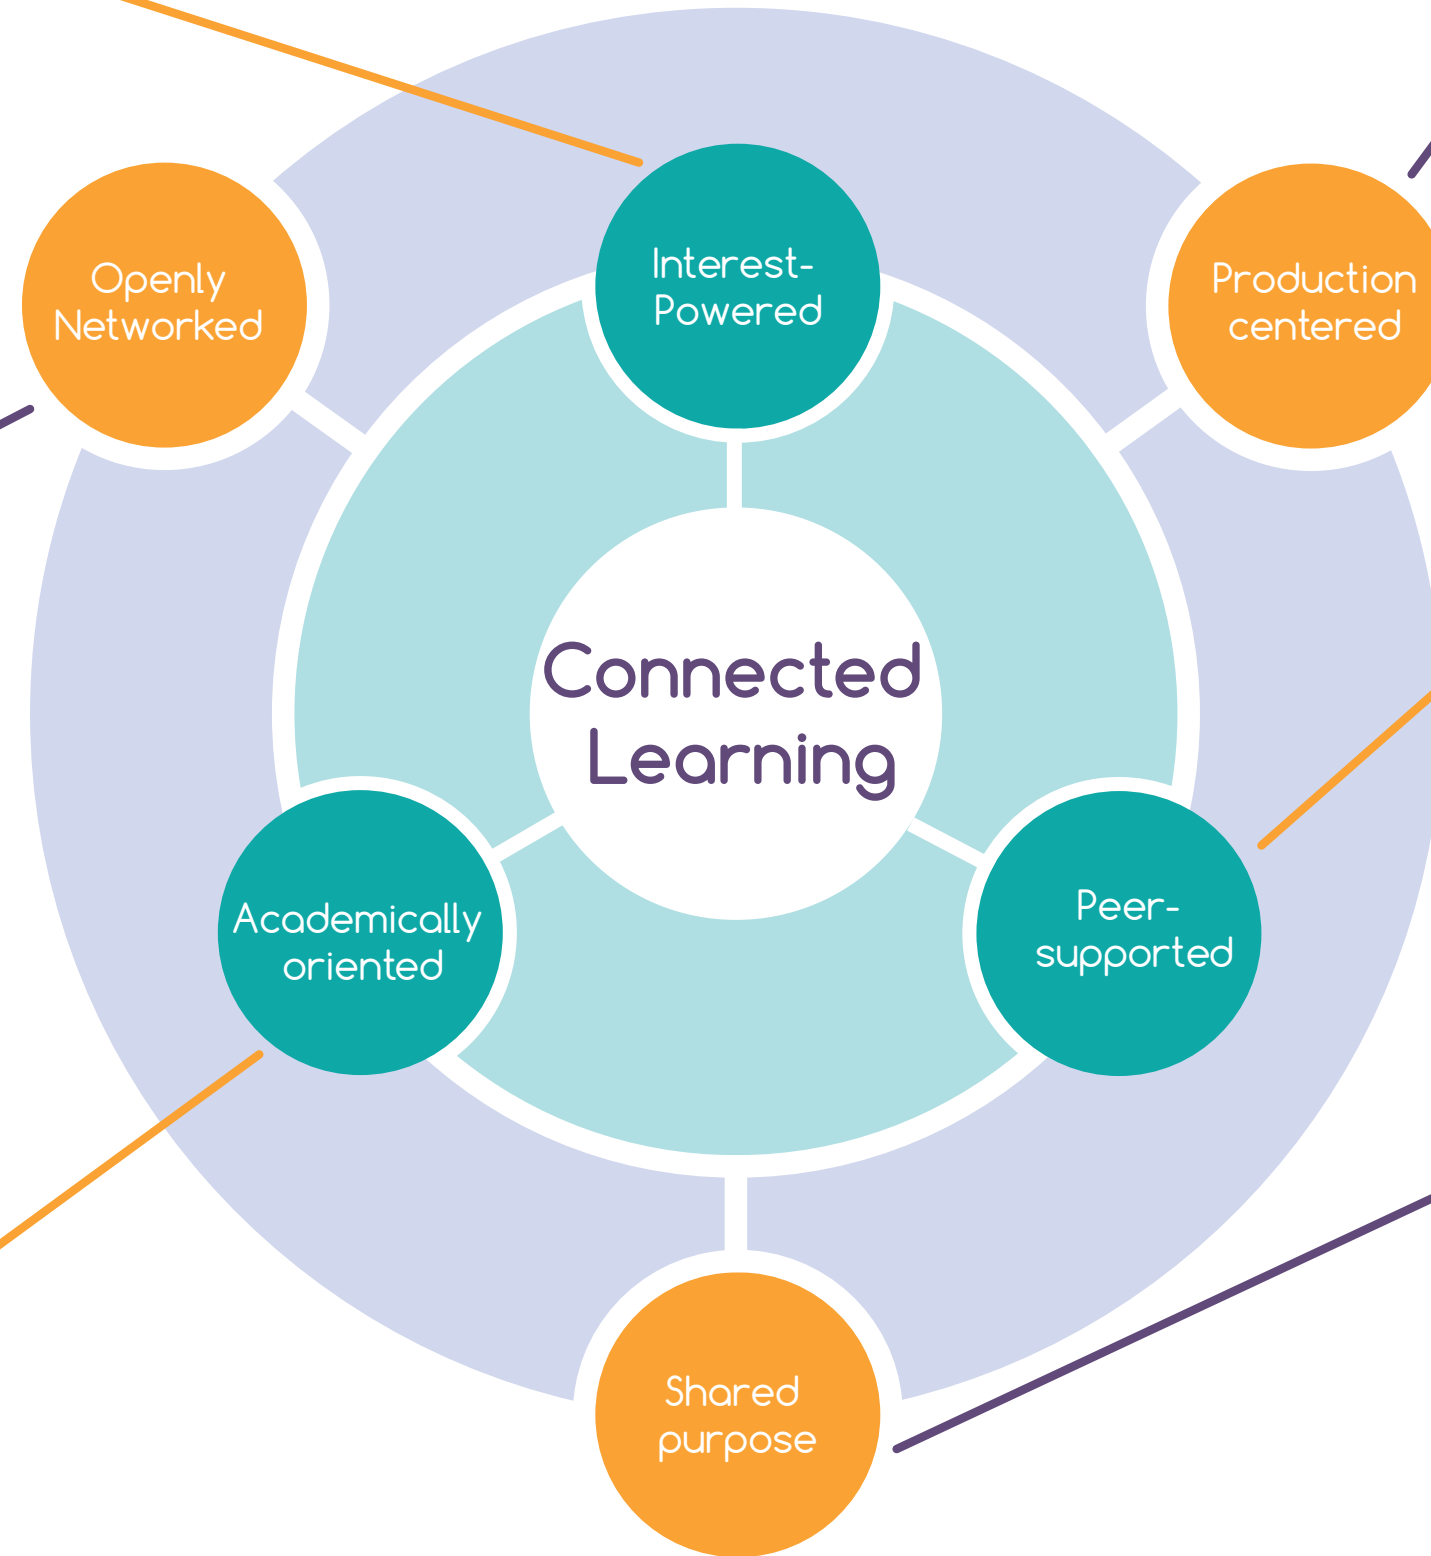 Interest-
Powered
Openly
Networked
Production
centered
Connected
Learning
Academically
oriented
Peer-
supported
Shared
purpose